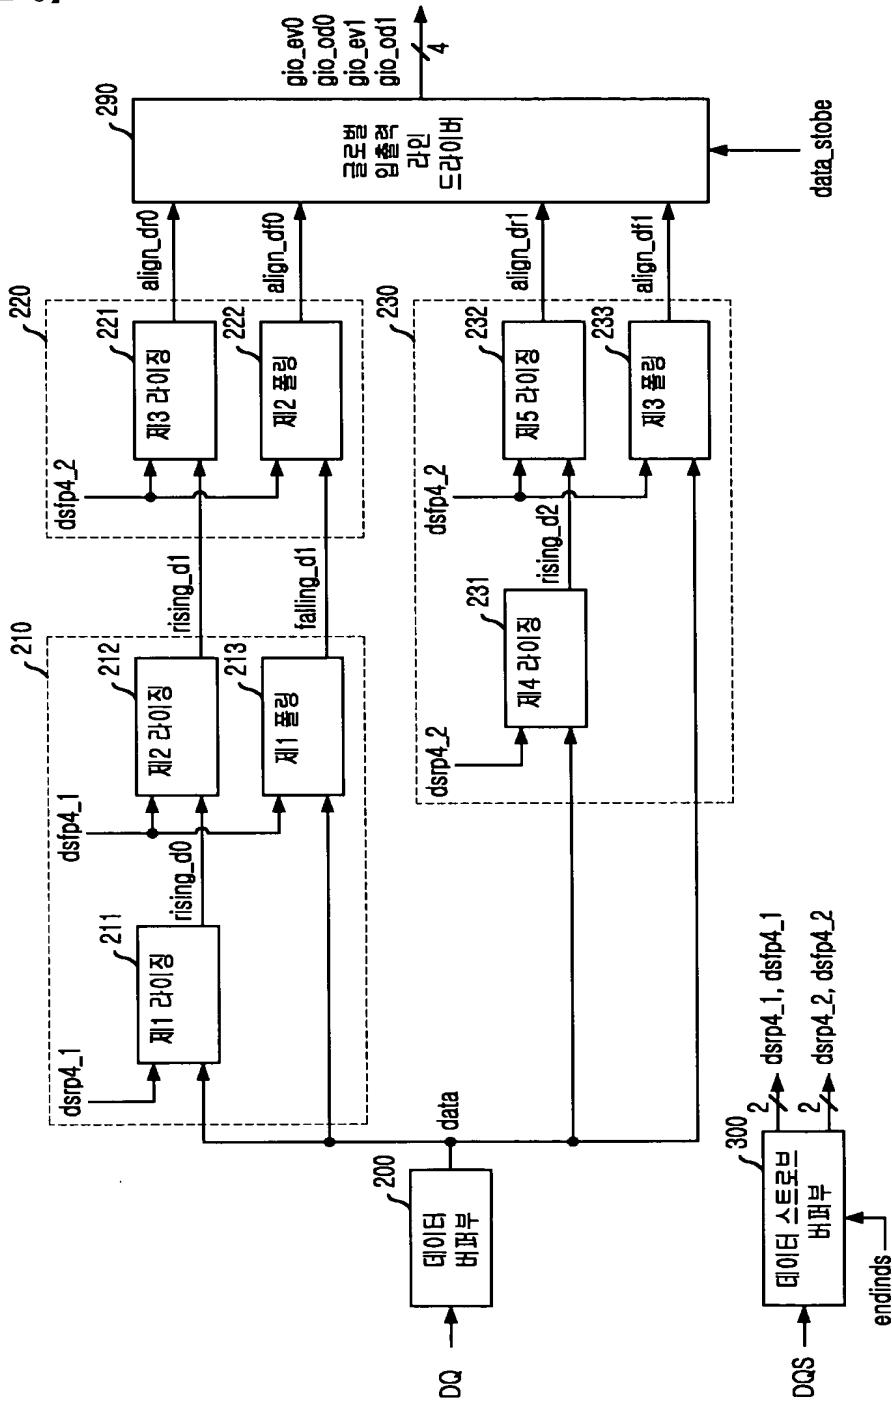 210
220
290
dsrp4_1
제1 라이징
211
rising_d0
dsfp4_1
제2 라이징
212
제1 폴링
213
rising_d1
falling_d1
dsfp4_2
제3 라이징
221
제2 폴링
222
align_dr0
align_df0
글로벌
입출력
라인
드라이버
gio_ev0
gio_od0
gio_ev1
gio_od1
4
DQ
데이터
버퍼부
200
data
230
dsrp4_2
제4 라이징
231
rising_d2
dsfp4_2
제5 라이징
232
제3 폴링
233
align_dr1
align_df1
data_stobe
DQS
데이터 스트로브
버퍼부
300
endinds
2
dsrp4_1, dsfp4_1
2
dsrp4_2, dsfp4_2